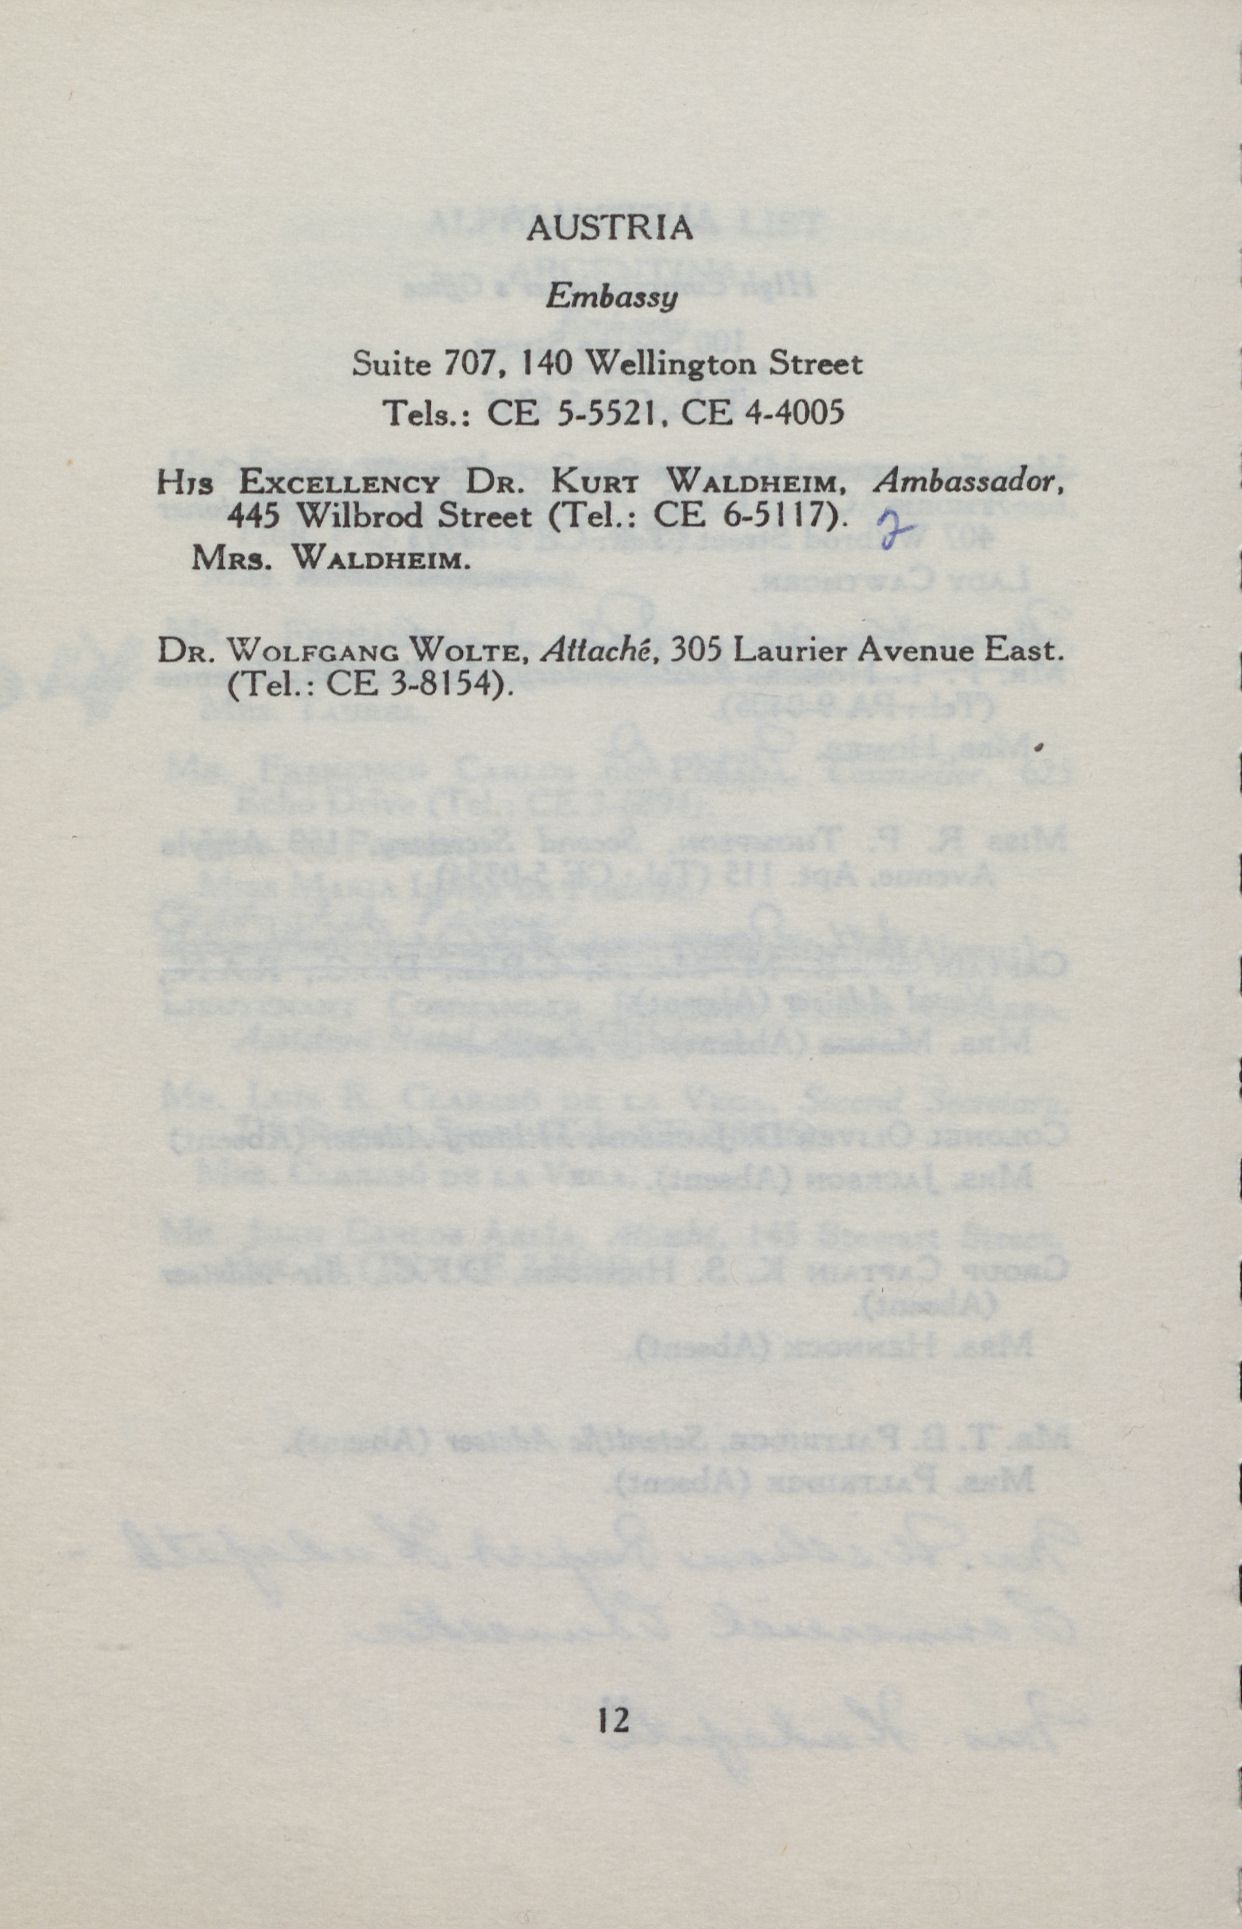 AUSTRIA
Embassy
Suite 707, 140 Wellington Street
Tels.: CE 5-5521, CE 4-4005
His Excellency Dr. Kurt Waldheim, Ambassador,
445 Wilbrod Street (Tel.: CE 6-5117). 2
Mrs. Waldheim.
Dr. Wolfgang Wolte, Attaché, 305 Laurier Avenue East.
(Tel.: CE 3-8154).
12